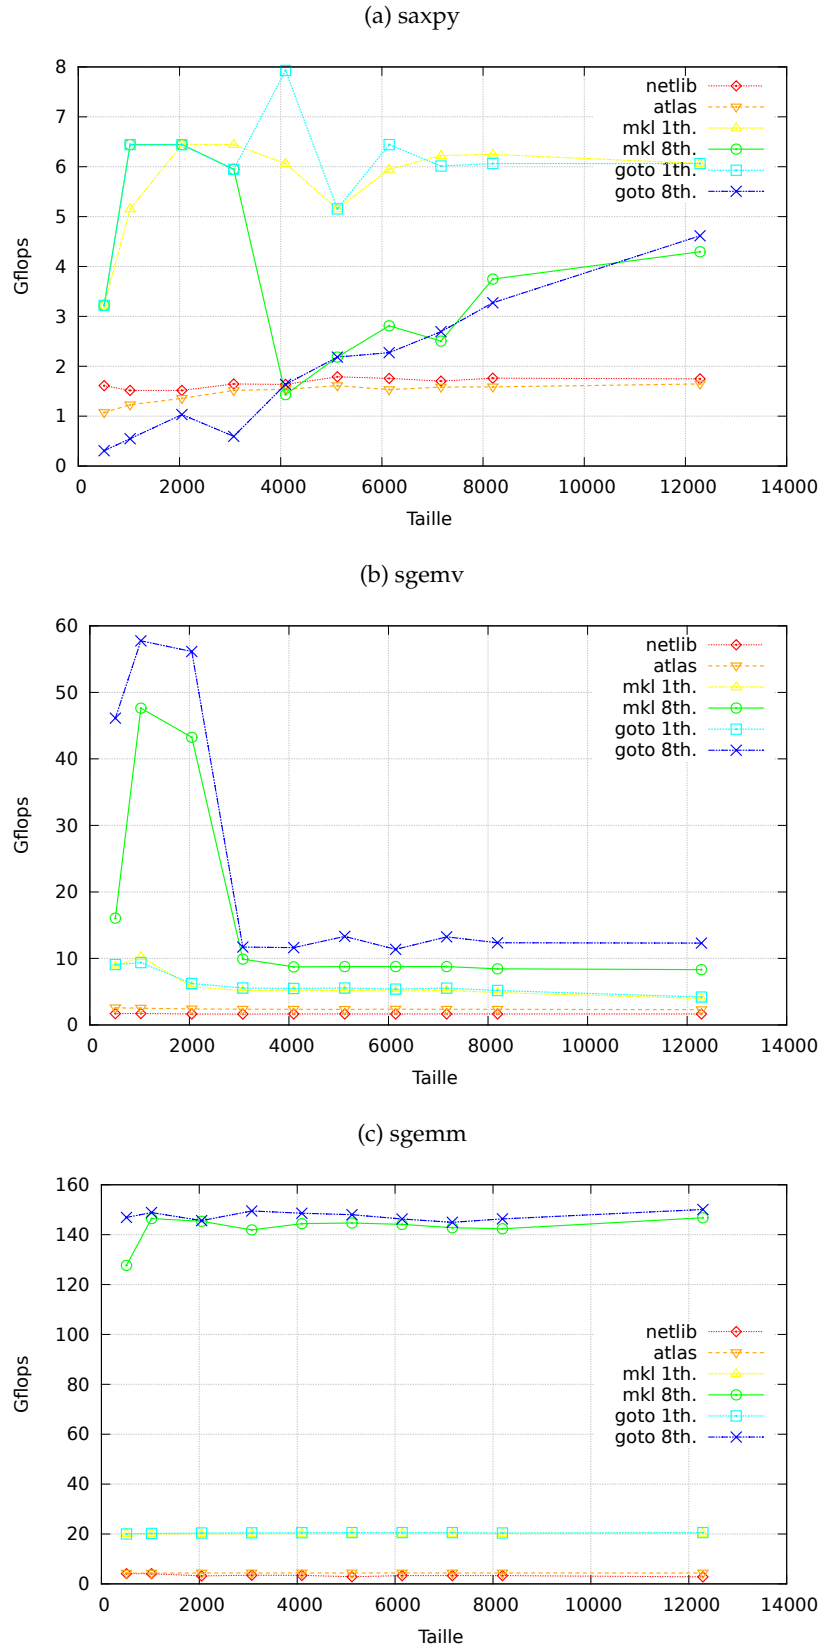 (a) saxpy
8
7
6
5
4
3
2
1
0
Gflops
netlib
atlas
mkl 1th.
mkl 8th.
goto 1th.
goto 8th.
0 2000 4000 6000 8000 10000 12000 14000
Taille
(b) sgemv
60
50
40
30
20
10
0
Gflops
netlib
atlas
mkl 1th.
mkl 8th.
goto 1th.
goto 8th.
0 2000 4000 6000 8000 10000 12000 14000
Taille
(c) sgemm
160
140
120
100
80
60
40
20
0
Gflops
netlib
atlas
mkl 1th.
mkl 8th.
goto 1th.
goto 8th.
0 2000 4000 6000 8000 10000 12000 14000
Taille